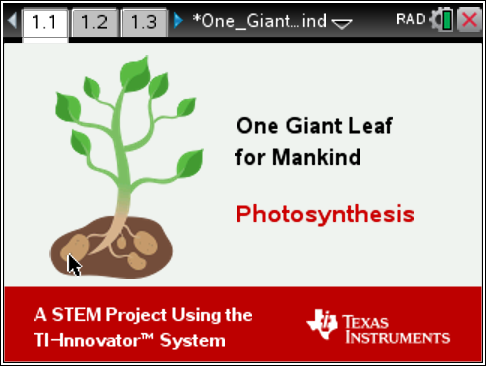 1.1 1.2 1.3 *One_Giant...ind RAD
One Giant Leaf
for Mankind
Photosynthesis
A STEM Project Using the
TI-Innovator™ System
TEXAS
INSTRUMENTS